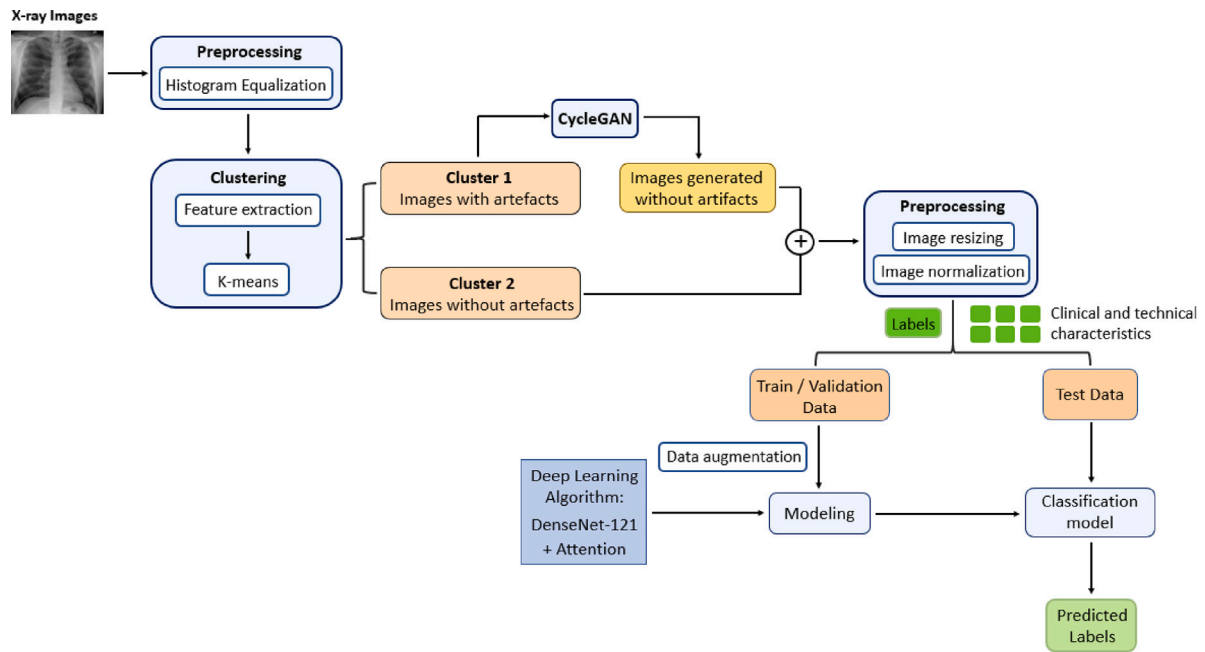 X-ray Images
Preprocessing
Histogram Equalization
Clustering
Feature extraction
K-means
Cluster 1
Images with artefacts
Cluster 2
Images without artefacts
CycleGAN
Images generated
without artifacts
+
Preprocessing
Image resizing
Image normalization
Labels
Clinical and technical
characteristics
Train / Validation
Data
Test Data
Data augmentation
Deep Learning
Algorithm:
DenseNet-121
+ Attention
Modeling
Classification
model
Predicted
Labels